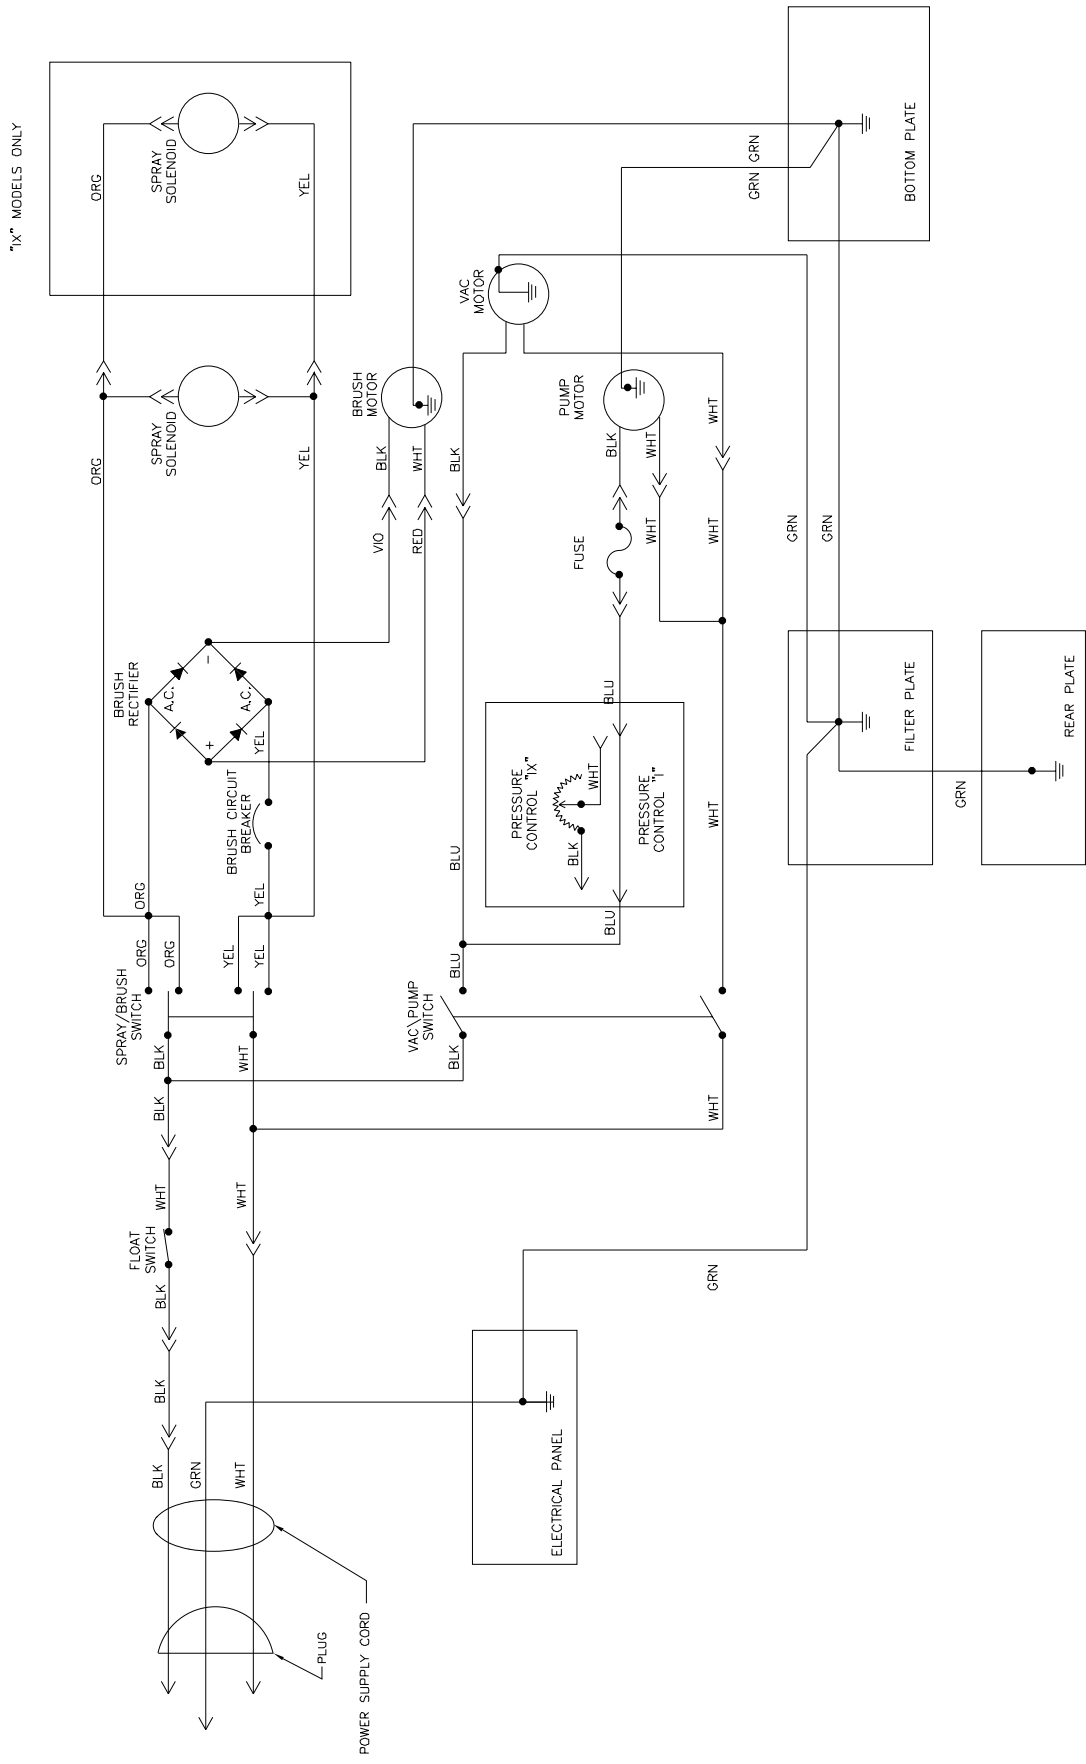 "IX" MODELS ONLY
ORG
SPRAY
SOLENOID
YEL
ORG
SPRAY
SOLENOID
YEL
BRUSH
MOTOR
VAC
MOTOR
PUMP
MOTOR
GRN GRN
BOTTOM PLATE
BLK
WHT
BLK
BLK
WHT
WHT
VIO
RED
FUSE
WHT
WHT
GRN
GRN
BRUSH
RECTIFIER
A.C.
A.C.
-
+
YEL
BLU
BRUSH CIRCUIT
BREAKER
PRESSURE
CONTROL "IX"
WHT
BLK
PRESSURE
CONTROL "I"
BLU
WHT
FILTER PLATE
REAR PLATE
GRN
ORG
YEL
BLU
ORG
ORG
YEL
YEL
BLU
SPRAY/BRUSH
SWITCH
VAC\PUMP
SWITCH
BLK
WHT
BLK
BLK
WHT
WHT
WHT
FLOAT
SWITCH
BLK
GRN
BLK
BLK
GRN
WHT
ELECTRICAL PANEL
PLUG
POWER SUPPLY CORD